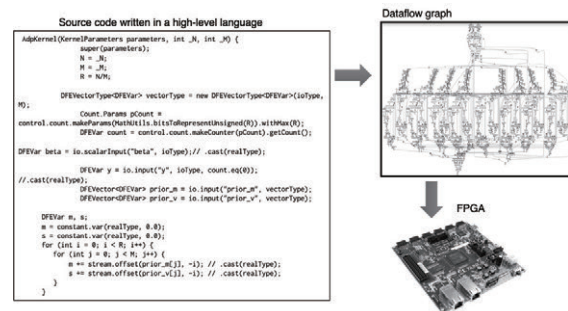 Source code written in a high-level language
AdpKernel(KernelParameters parameters, int _N, int _M) {
super(parameters);
N = _N;
M = _M;
R = N/M;
DFEVectorType<DFEVar> vectorType = new DFEVectorType<DFEVar>(ioType,
M);
Count.Params pCount =
control.count.makeParams(MathUtils.bitsToRepresentUnsigned(R)).withMax(R);
DFEVar count = control.count.makeCounter(pCount).getCount();
DFEVar beta = io.scalarInput("beta", ioType);// .cast(realType);
DFEVar y = io.input("y", ioType, count.eq(0));
//.cast(realType);
DFEVector<DFEVar> prior_m = io.input("prior_m", vectorType);
DFEVector<DFEVar> prior_v = io.input("prior_v", vectorType);
DFEVar m, s;
m = constant.var(realType, 0.0);
s = constant.var(realType, 0.0);
for (int i = 0; i < R; i++) {
for (int j = 0; j < M; j++) {
m += stream.offset(prior_m[j], -i); // .cast(realType);
s += stream.offset(prior_v[j], -i); // .cast(realType);
}
}
Dataflow graph
FPGA